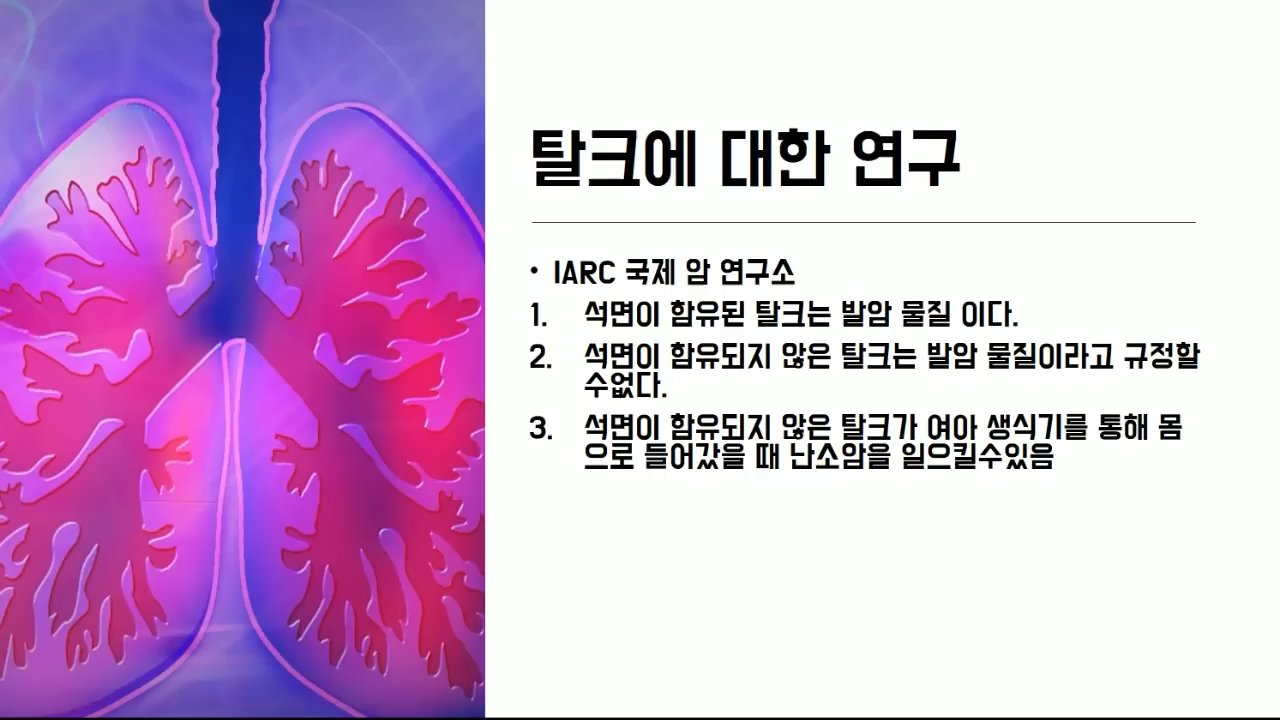 탈크에 대한 연구
• IARC 국제 암 연구소
1. 석면이 함유된 탈크는 발암 물질 이다.
2. 석면이 함유되지 않은 탈크는 발암 물질이라고 규정할
수없다.
3. 석면이 함유되지 않은 탈크가 여아 생식기를 통해 몸
으로 들어갔을 때 난소암을 일으킬수있음